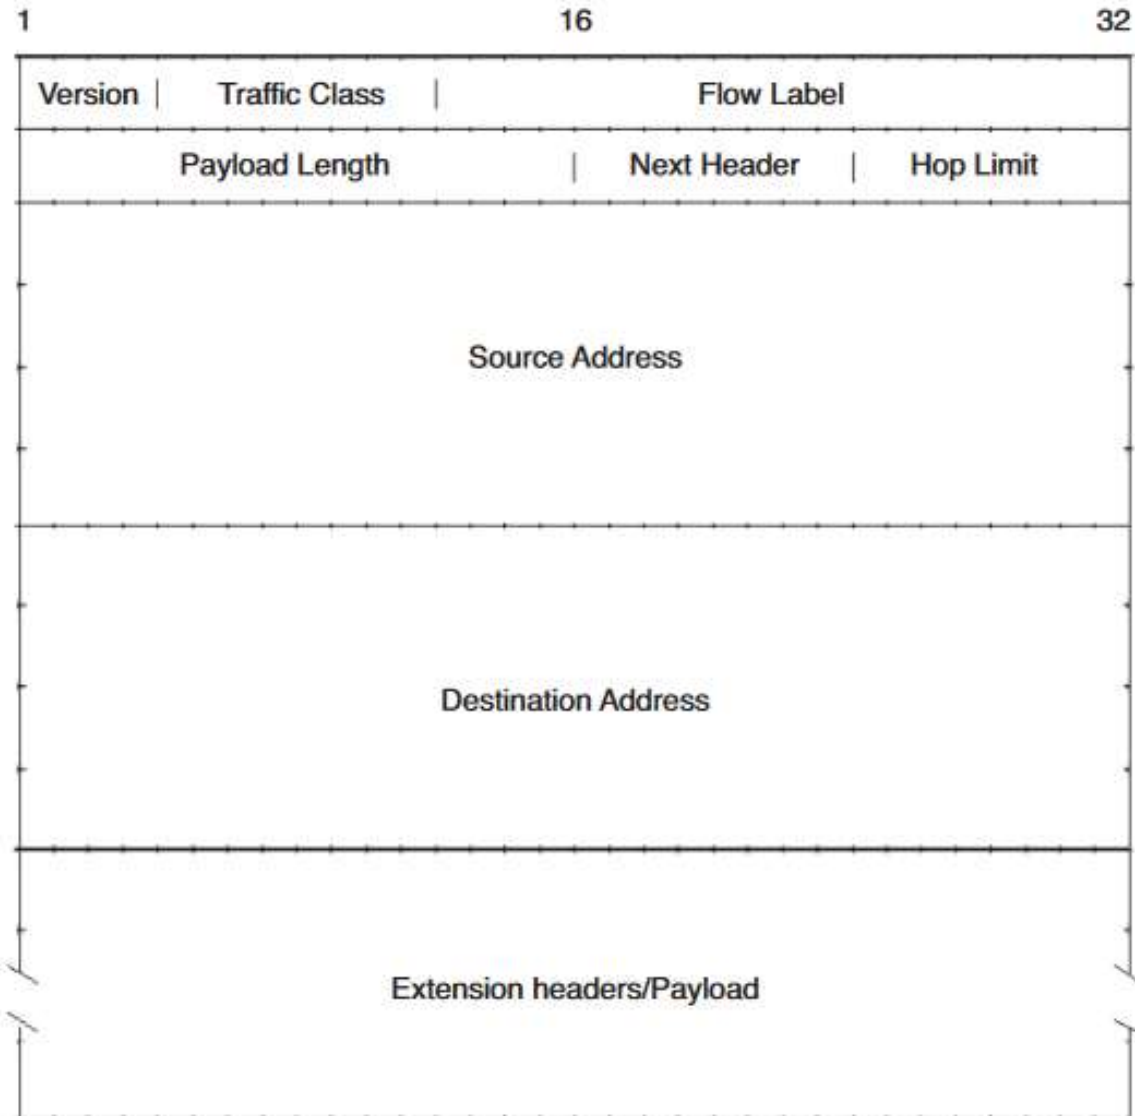 1 16 32
Version | Traffic Class | Flow Label
Payload Length | Next Header | Hop Limit
Source Address
Destination Address
Extension headers/Payload